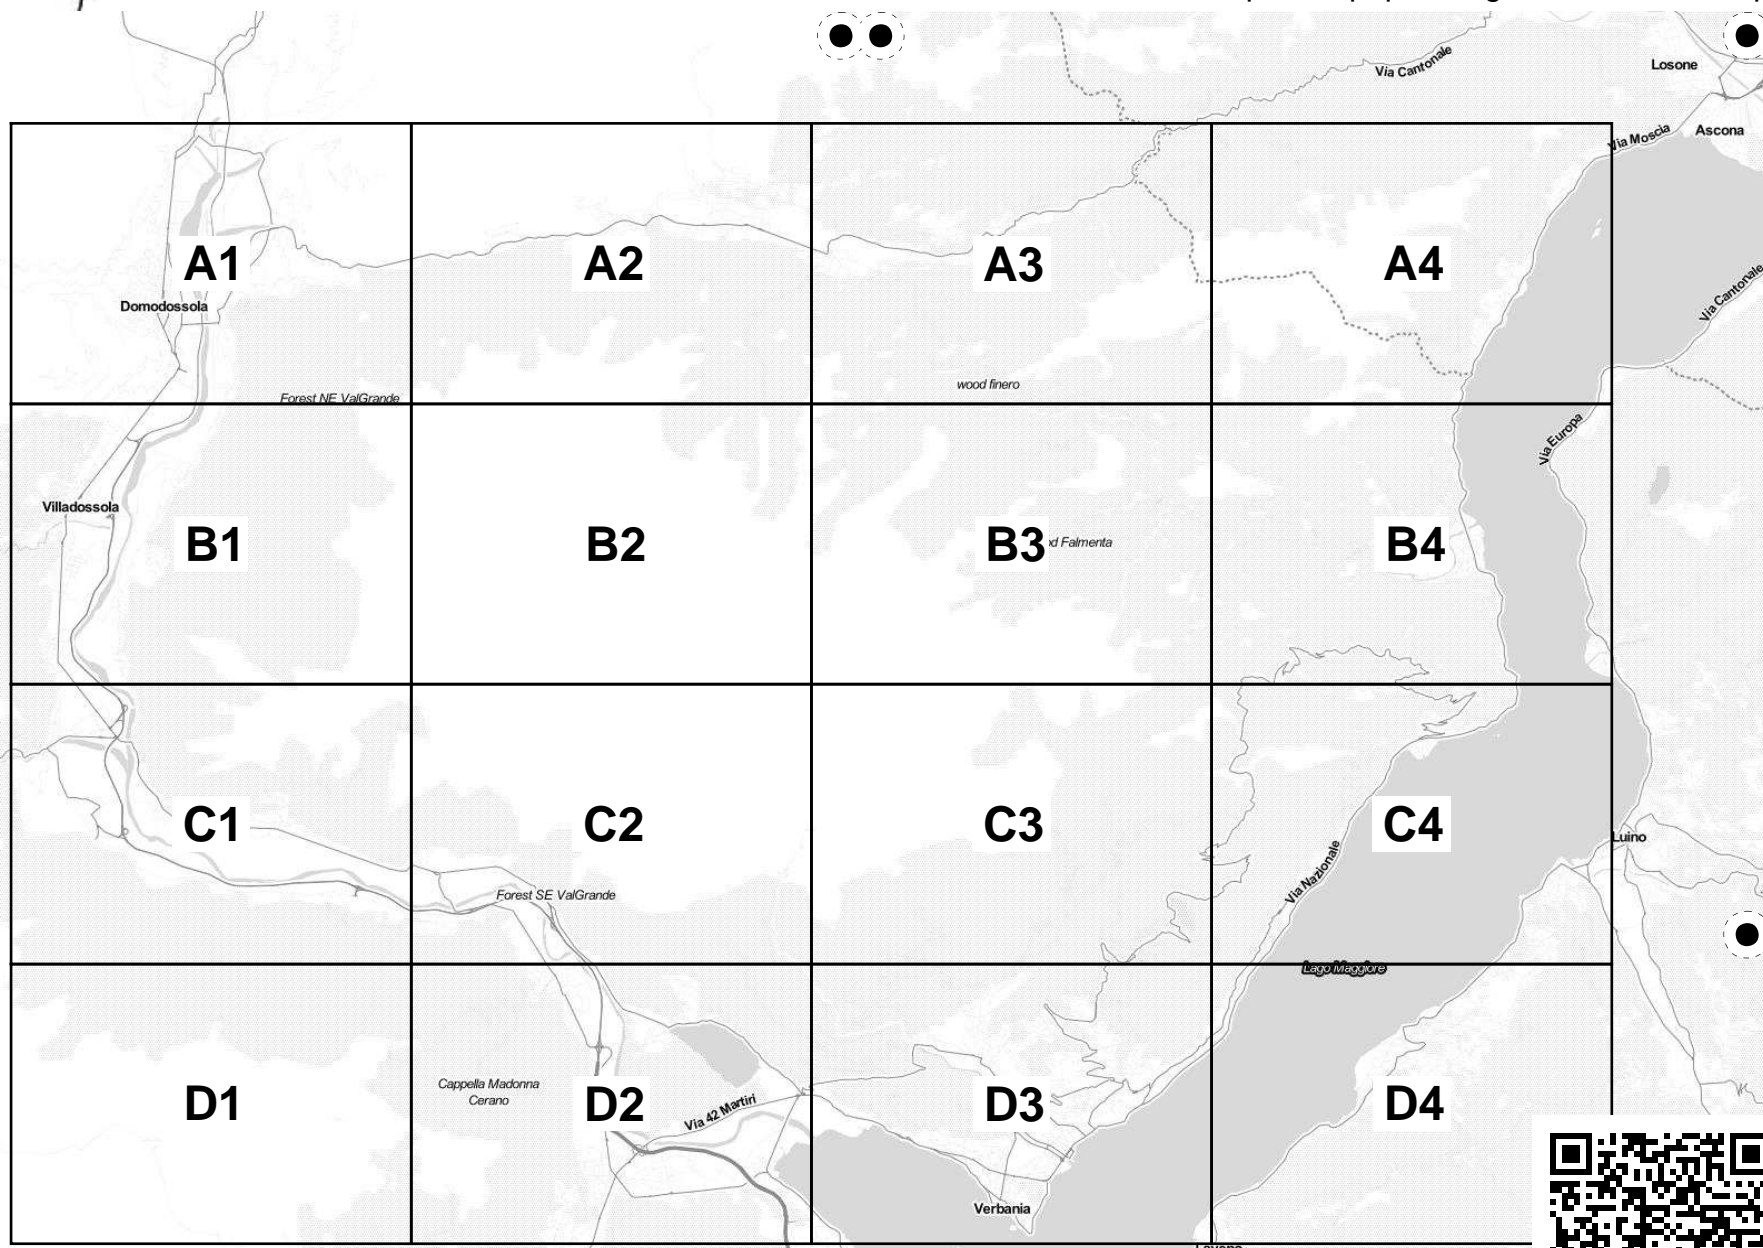 Via Cantonale
Losone
Via Moscia
Ascona
A1
A2
A3
A4
Domodossola
Via Cantonale
Forest NE ValGrande
wood finero
Via Europa
Villadossola
B1
B2
B3
d Falmenta
B4
C1
C2
C3
C4
Luino
Via Nazionale
Forest SE ValGrande
Lago Maggiore
Cappella Madonna
Cerano
D1
D2
Via 42 Martiri
D3
D4
Verbania